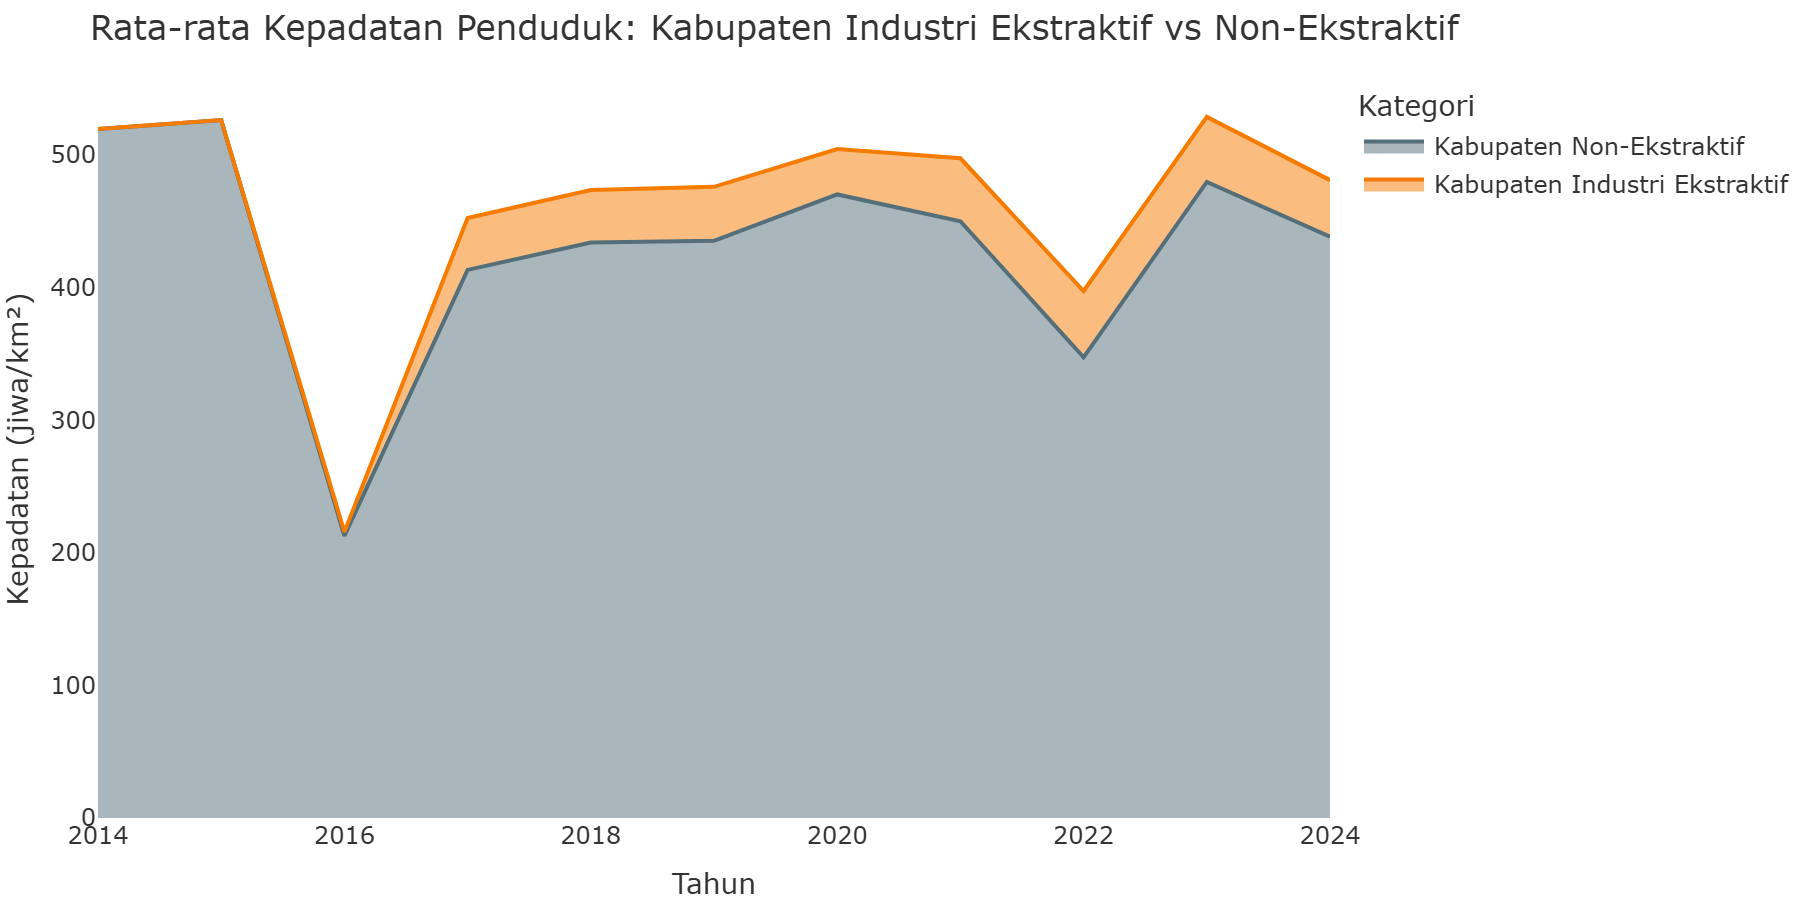 Rata-rata Kepadatan Penduduk: Kabupaten Industri Ekstraktif vs Non-Ekstraktif
Kategori
Kabupaten Non-Ekstraktif
Kabupaten Industri Ekstraktif
Kepadatan (jiwa/km²)
500
400
300
200
100
0
2014
2016
2018
2020
2022
2024
Tahun